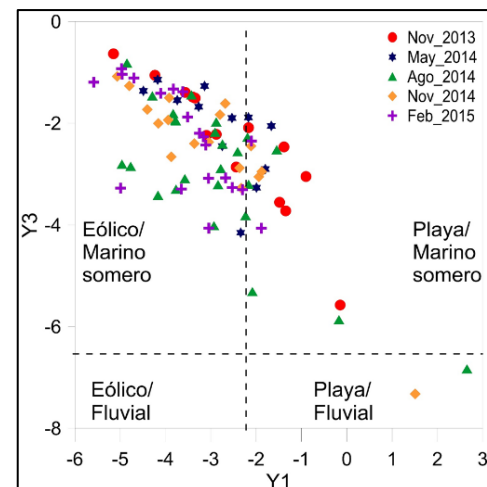 0
Nov_2013
May_2014
Ago_2014
Nov_2014
Feb_2015
-2
Y3
-4
Eólico/ Playa/
Marino Marino
somero somero
-6
Eólico/ Playa/
Fluvial Fluvial
-8
-6 -5 -4 -3 -2 -1 0 1 2 3
Y1